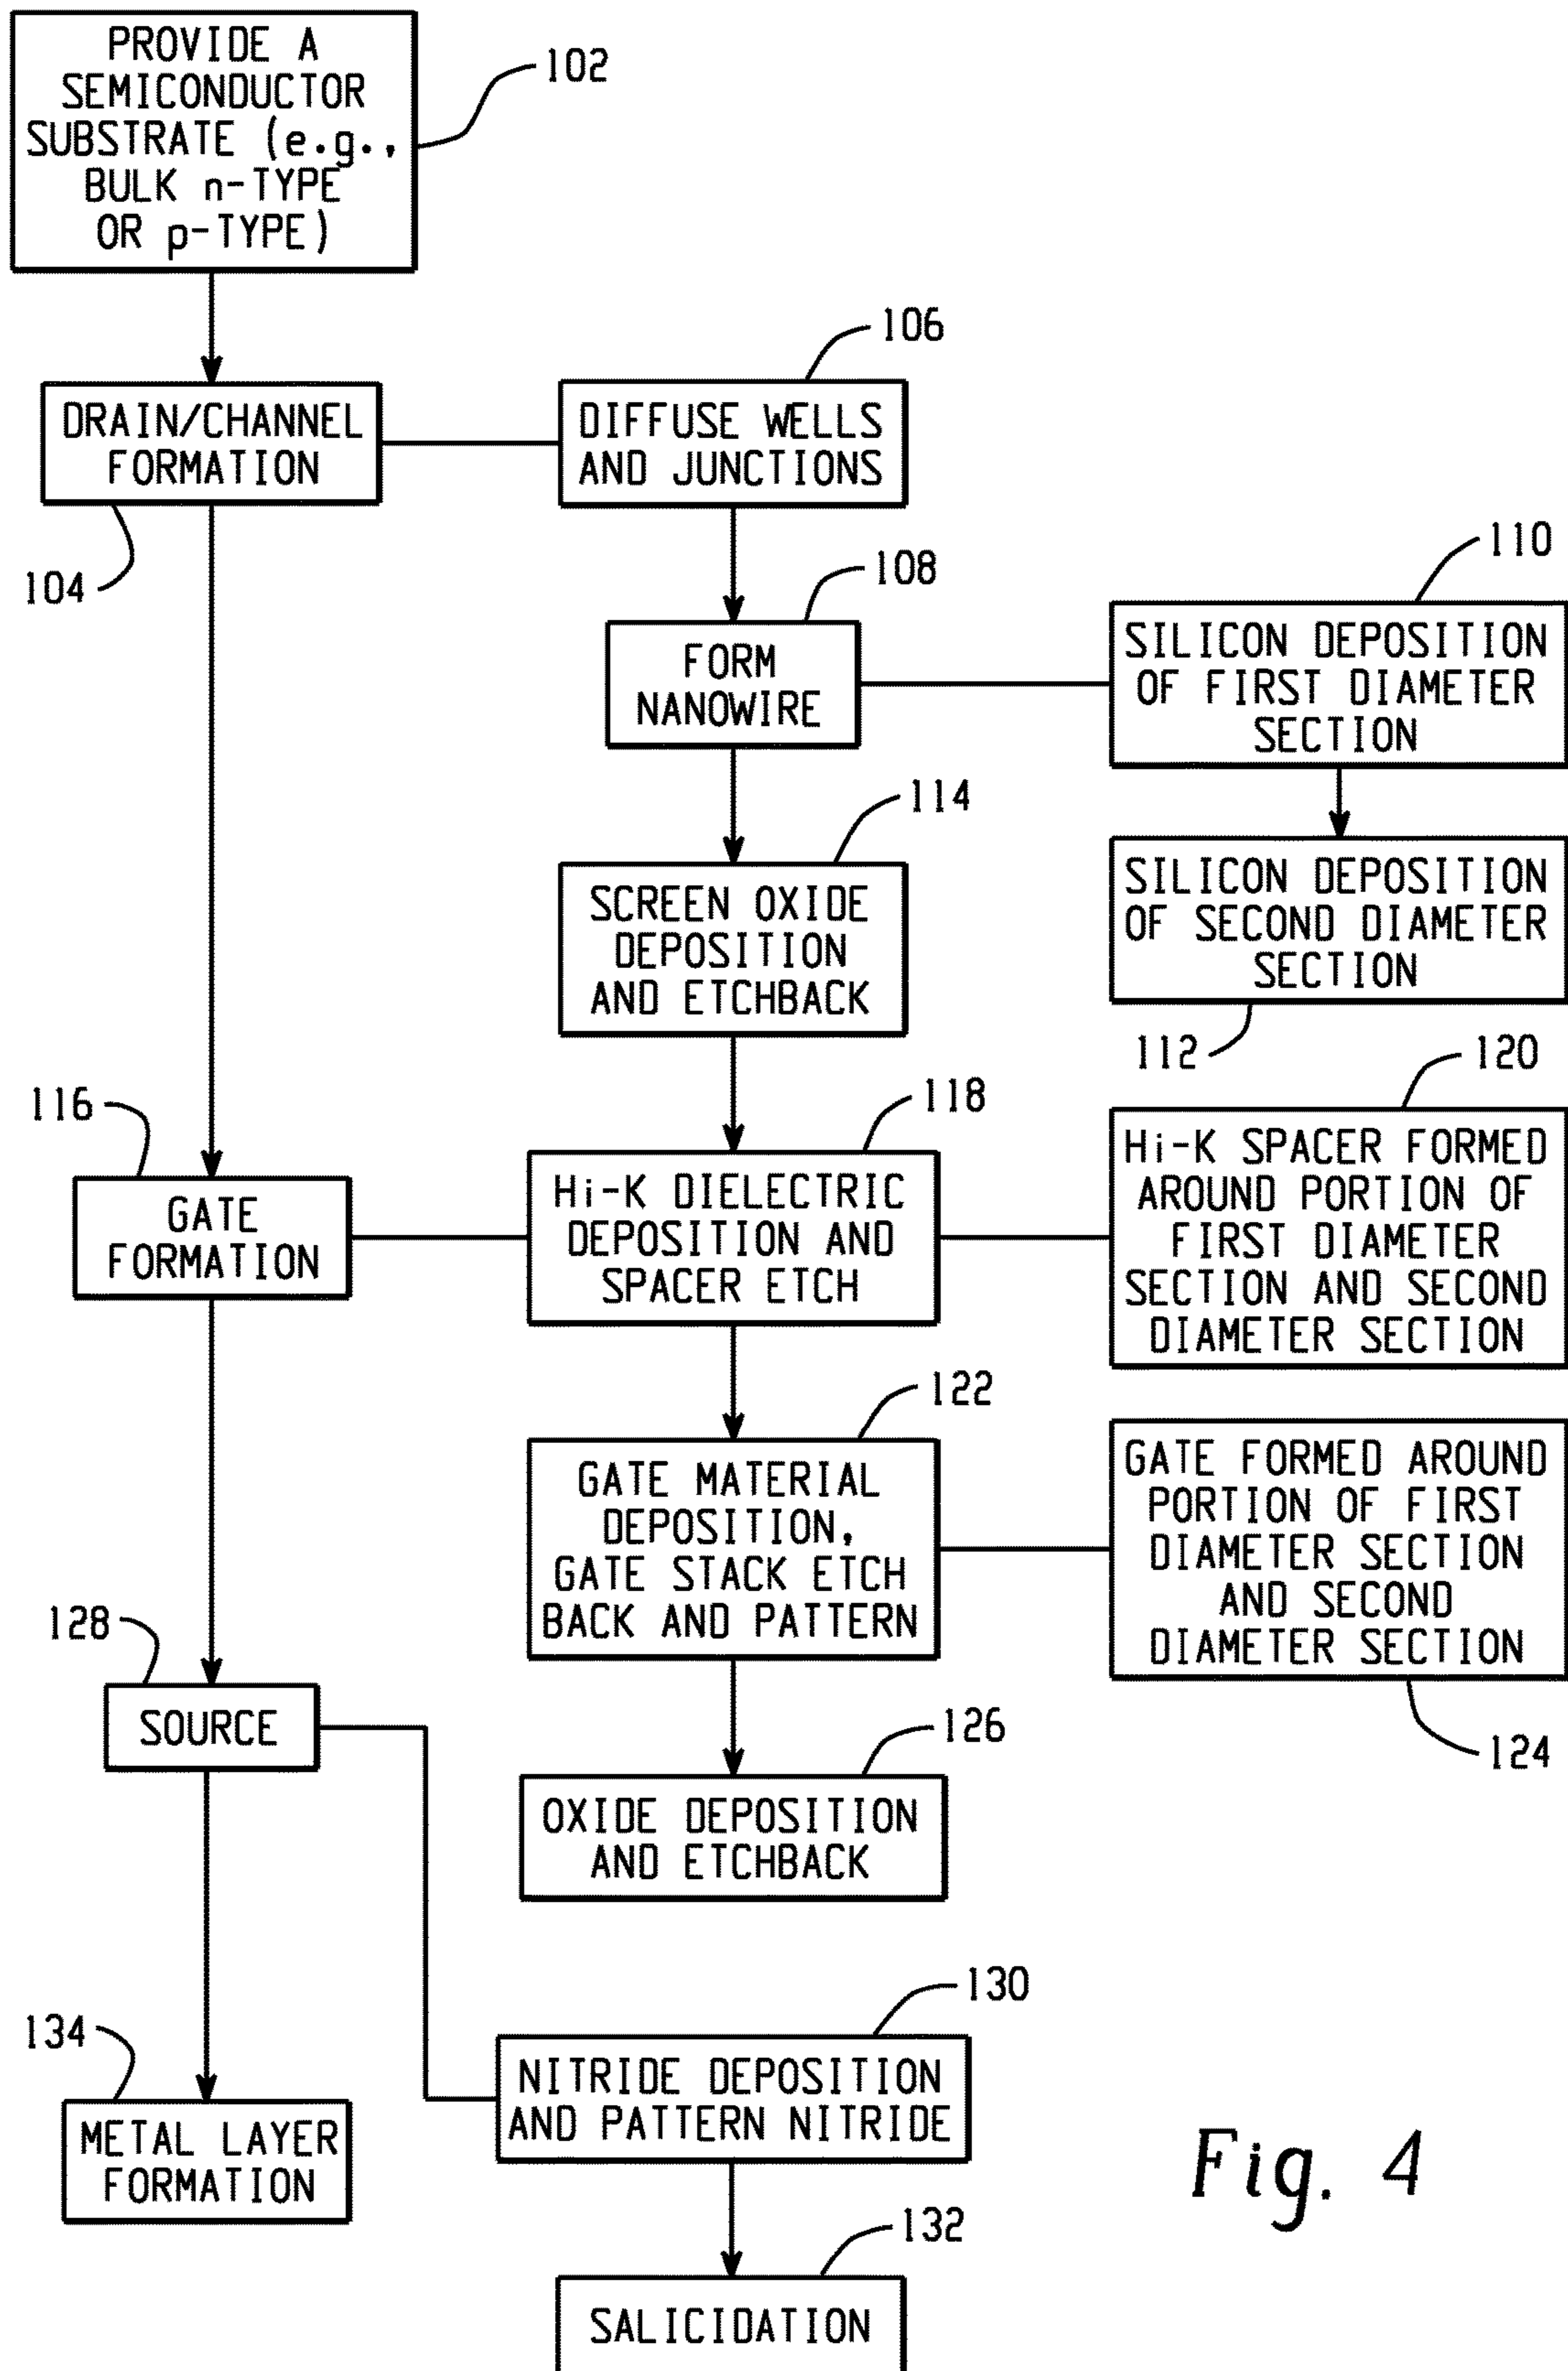 PROVIDE A
SEMICONDUCTOR
SUBSTRATE (e.g.,
BULK n-TYPE
OR p-TYPE)
102
106
DRAIN/CHANNEL
FORMATION
104
DIFFUSE WELLS
AND JUNCTIONS
108
FORM
NANOWIRE
110
SILICON DEPOSITION
OF FIRST DIAMETER
SECTION
SILICON DEPOSITION
OF SECOND DIAMETER
SECTION
112
114
SCREEN OXIDE
DEPOSITION
AND ETCHBACK
116
GATE
FORMATION
118
Hi-K DIELECTRIC
DEPOSITION AND
SPACER ETCH
120
Hi-K SPACER FORMED
AROUND PORTION OF
FIRST DIAMETER
SECTION AND SECOND
DIAMETER SECTION
122
GATE MATERIAL
DEPOSITION,
GATE STACK ETCH
BACK AND PATTERN
GATE FORMED AROUND
PORTION OF FIRST
DIAMETER SECTION
AND SECOND
DIAMETER SECTION
124
126
OXIDE DEPOSITION
AND ETCHBACK
128
SOURCE
130
NITRIDE DEPOSITION
AND PATTERN NITRIDE
132
SALICIDATION
134
METAL LAYER
FORMATION
Fig. 4